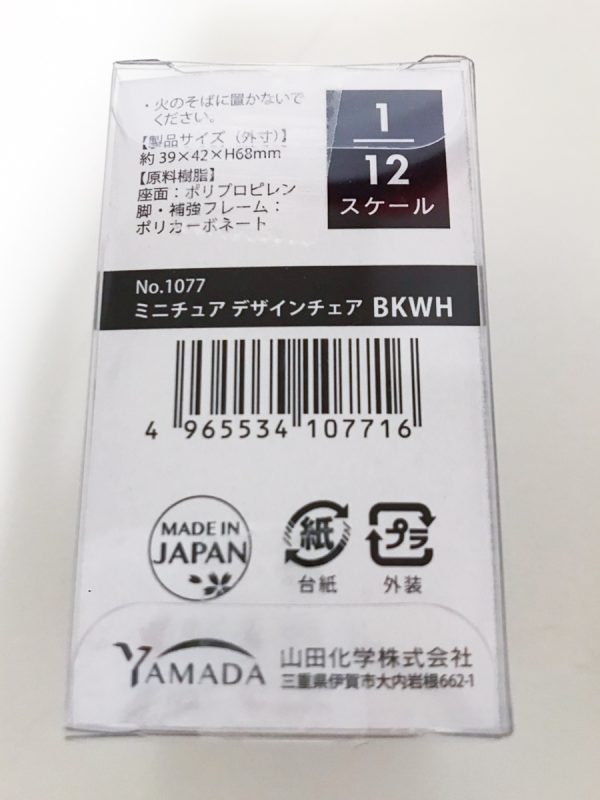 ・火のそばに置かないで
ください。
【製品サイズ（外寸）】
約 39×42×H68mm
【原料樹脂】
座面：ポリプロピレン
脚・補強フレーム：
ポリカーボネート
1
12
スケール
No.1077
ミニチュア デザインチェア BKWH
4 965534 107716
MADE IN
JAPAN
紙
台紙
プラ
外装
YAMADA
山田化学株式会社
三重県伊賀市大内岩根662-1